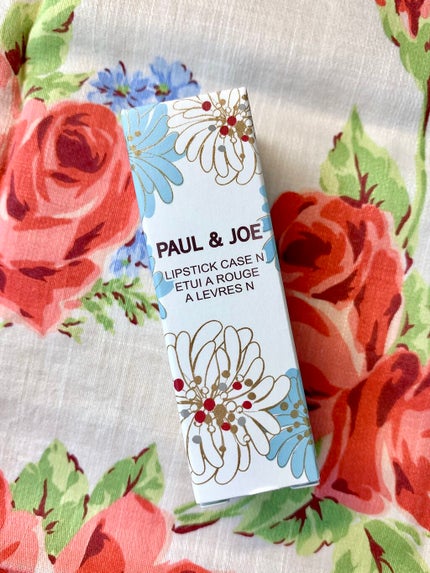 PAUL & JOE
LIPSTICK CASE N
ETUI A ROUGE
A LEVRES N